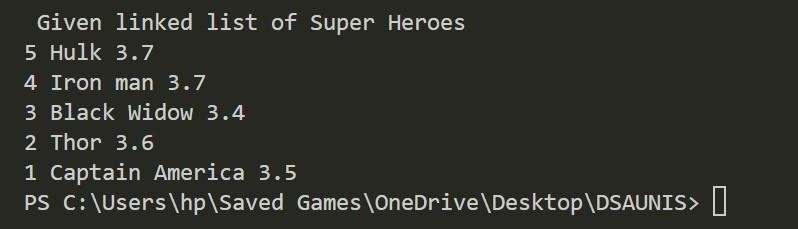 Given linked list of Super Heroes
5 Hulk 3.7
4 Iron man 3.7
3 Black Widow 3.4
2 Thor 3.6
1 Captain America 3.5
PS C:\Users\hp\Saved Games\OneDrive\Desktop\DSAUNIS>